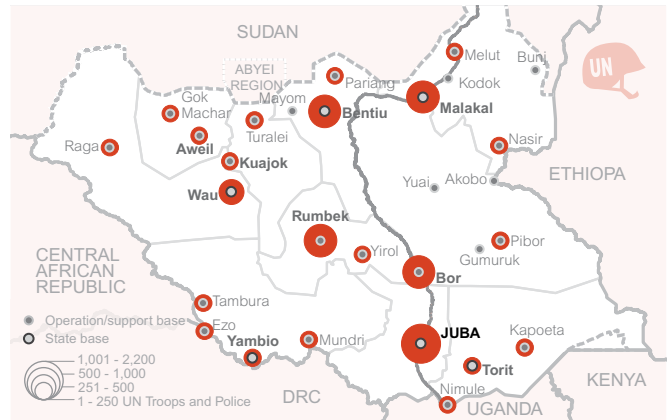 SUDAN
UN
Melut
ABYEI
REGION
Pariang
Bunj
Kodok
Gok
Machar
Mayom
Bentiu
Malakal
Turalei
Aweil
Raga
Nasir
Kuajok
ETHIOPIA
Wau
Yuai
Akobo
Rumbek
Pibor
Yirol
Gumuruk
CENTRAL
AFRICAN
REPUBLIC
Bor
Tambura
Operation/support base
Ezo
State base
Yambio
Mundri
JUBA
Kapoeta
1,001 - 2,200
500 - 1,000
251 - 500
1 - 250 UN Troops and Police
Torit
KENYA
DRC
Nimule
UGANDA